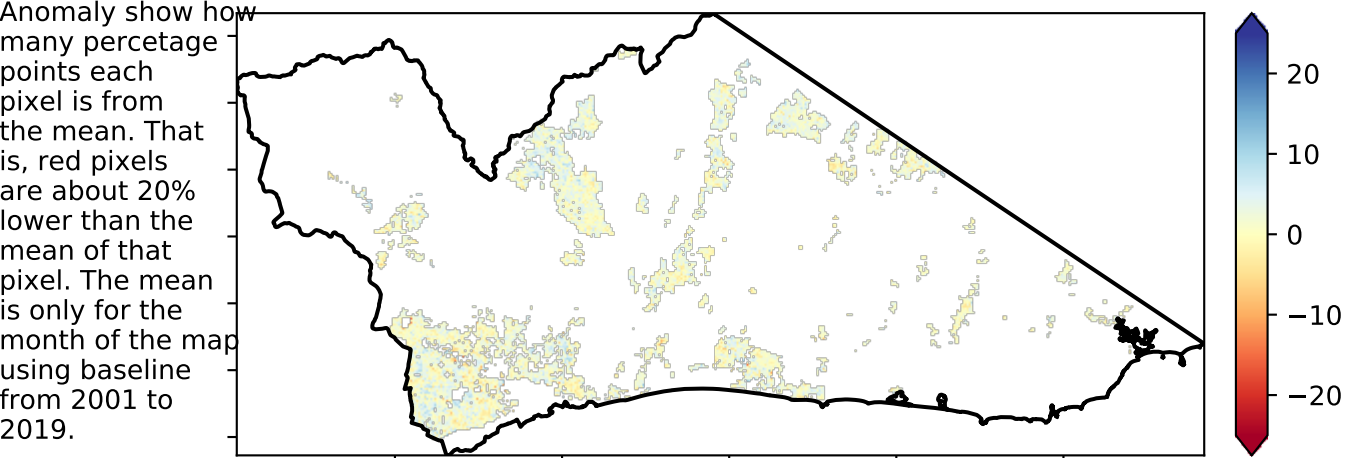 Anomaly show how
many percetage
points each
pixel is from
the mean. That
is, red pixels
are about 20%
lower than the
mean of that
pixel. The mean
is only for the
month of the map
using baseline
from 2001 to
2019.
20
10
0
−10
−20